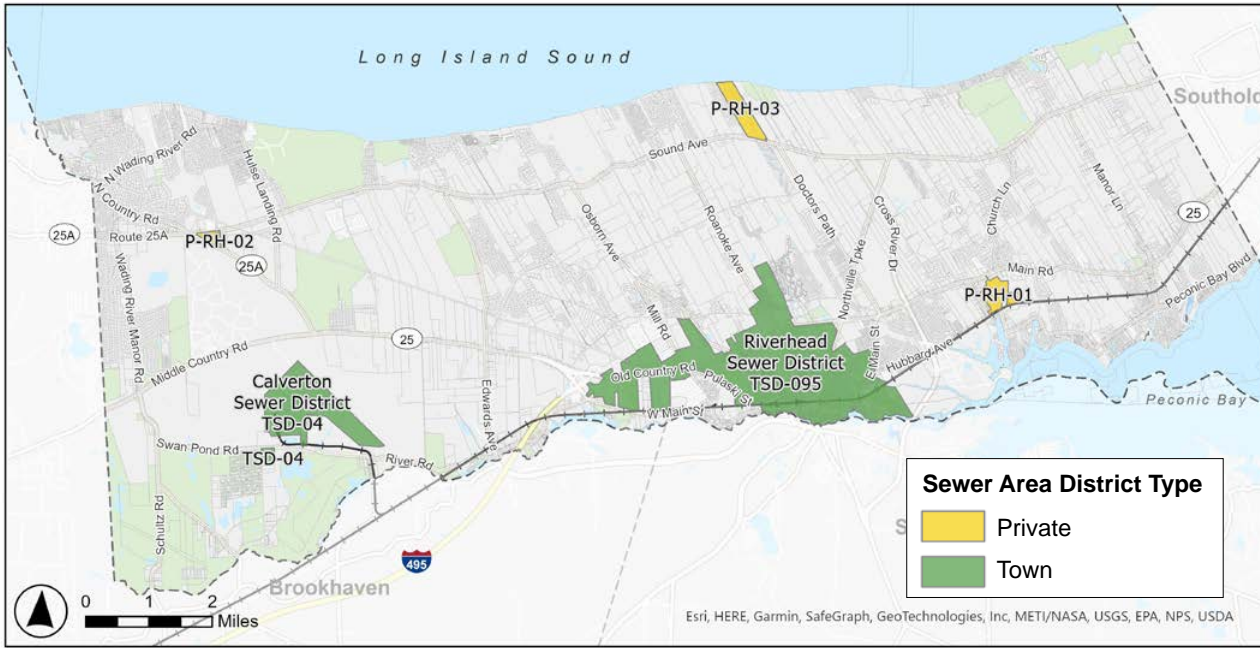 Long Island Sound
Southold
P-RH-03
N Wading River Rd
Hulse Landing Rd
Sound Ave
N Country Rd
Doctors Path
Cross River Dr
Church Ln
Manor Ln
Osborn Ave
Roanoke Ave
25
25A
Route 25A
P-RH-02
25A
Northville Tpke
Main Rd
Peconic Bay Blvd
Wading River Manor Rd
P-RH-01
Mill Rd
25
Riverhead
Sewer District
TSD-095
E Main St
Hubbard Ave
Middle Country Rd
Old Country Rd
Pulaski St
Calverton
Sewer District
TSD-04
Edwards Ave
W Main St
Peconic Bay
Swan Pond Rd
TSD-04
River Rd
Schultz Rd
495
Brookhaven
Sewer Area District Type
Private
Town
S
0 1 2
Miles
Esri, HERE, Garmin, SafeGraph, GeoTechnologies, Inc, METI/NASA, USGS, EPA, NPS, USDA